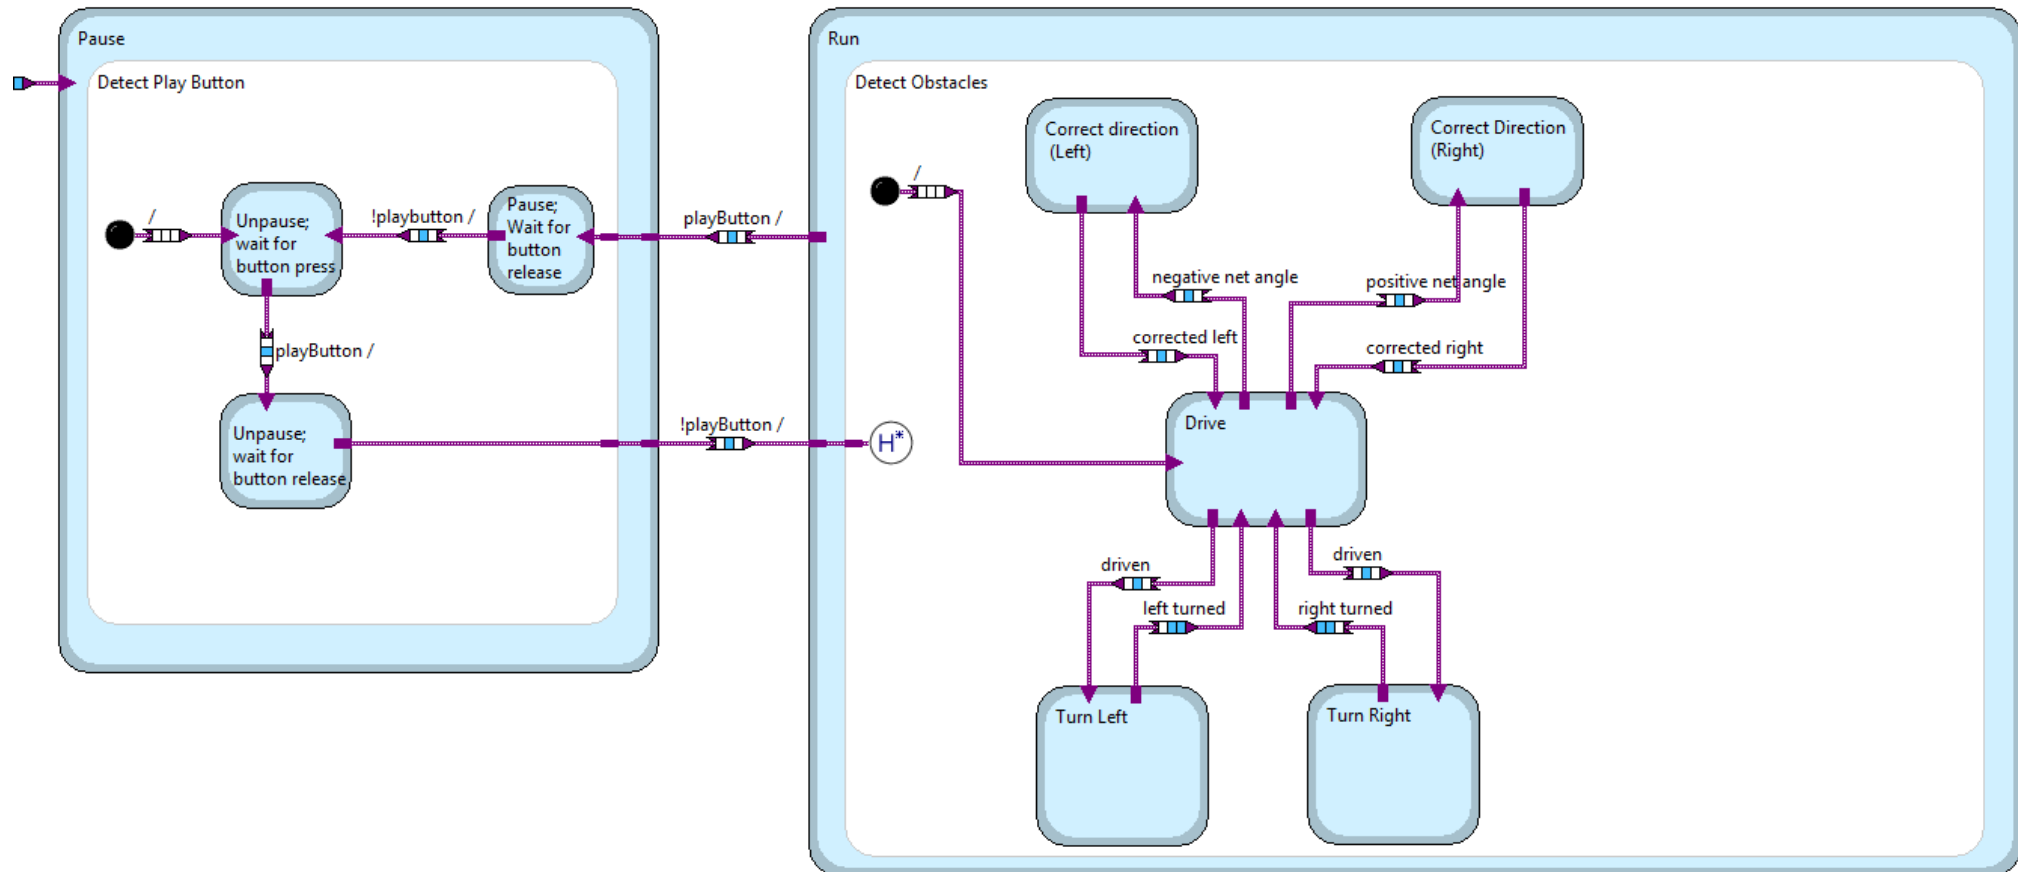 Pause
Detect Play Button
/
Unpause;
wait for
button press
!playbutton /
Pause;
Wait for
button
release
playButton /
playButton /
Unpause;
wait for
button release
!playButton /
Run
Detect Obstacles
/
H*
Correct direction
(Left)
Correct Direction
(Right)
negative net angle
positive net angle
corrected left
corrected right
Drive
driven
driven
left turned
right turned
Turn Left
Turn Right